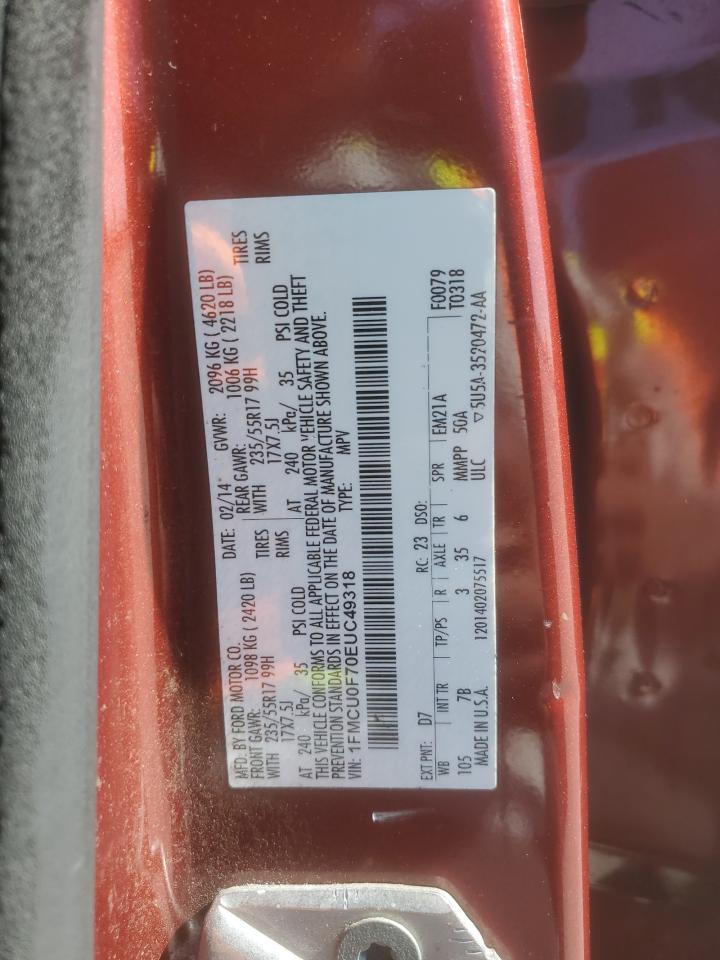 MFD. BY FORD MOTOR CO. DATE: 02/14 GVWR: 2096 KG ( 4620 LB)
FRONT GAWR: 1098 KG ( 2420 LB) REAR GAWR: 1006 KG ( 2218 LB)
WITH 235/55R17 99H TIRES WITH 235/55R17 99H TIRES
17X7.5J RIMS 17X7.5J RIMS
AT 240 kPa/ 35 PSI COLD AT 240 kPa/ 35 PSI COLD
THIS VEHICLE CONFORMS TO ALL APPLICABLE FEDERAL MOTOR VEHICLE SAFETY AND THEFT
PREVENTION STANDARDS IN EFFECT ON THE DATE OF MANUFACTURE SHOWN ABOVE.
VIN: 1FMCU0F70EUC49318 TYPE: MPV
EXT PNT: D7 RC: 23 DSO: F0079
WB INT TR TP/PS R AXLE TR SPR EM21A T0318
105 7B 3 35 6 MMPP 50A
MADE IN U.S.A. 1201402075517 ULC ▽ 5U5A-3520472-AA